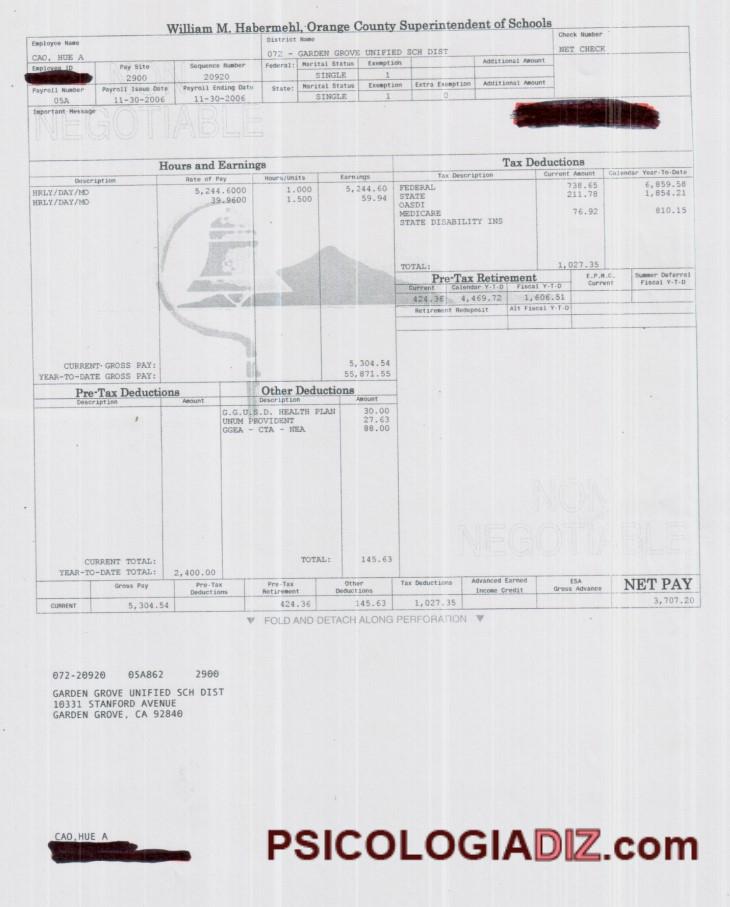 William M. Habermehl, Orange County Superintendent of Schools
Employee Name
CAO, HUE A
District Name
072 - GARDEN GROVE UNIFIED SCH DIST
Check Number
NET CHECK
Employee ID
Pay Site
2900
Sequence Number
20920
Federal: Marital Status Exemption Additional Amount
SINGLE 1
Payroll Number
05A
Payroll Issue Date
11-30-2006
Payroll Ending Date
11-30-2006
State: Marital Status Exemption Extra Exemption Additional Amount
SINGLE 1 0
Important Message
NON
NEGOTIABLE
Hours and Earnings
Description Rate of Pay Hours/Units Earnings
HRLY/DAY/MO 5,244.6000 1.000 5,244.60
HRLY/DAY/MO 39.9600 1.500 59.94
CURRENT GROSS PAY: 5,304.54
YEAR-TO-DATE GROSS PAY: 55,871.55
Tax Deductions
Tax Description Current Amount Calendar Year-To-Date
FEDERAL 738.65 6,859.58
STATE 211.78 1,854.21
OASDI
MEDICARE 76.92 810.15
STATE DISABILITY INS
TOTAL: 1,027.35
Pre-Tax Retirement
Current Calendar Y-T-D Fiscal Y-T-D
424.36 4,469.72 1,606.51
Retirement Redeposit Alt Fiscal Y-T-D
E.P.M.C.
Current
Summer Deferral
Fiscal Y-T-D
Pre-Tax Deductions
Description Amount
CURRENT TOTAL:
YEAR-TO-DATE TOTAL: 2,400.00
Other Deductions
Description Amount
G.G.U.S.D. HEALTH PLAN 30.00
UNUM PROVIDENT 27.63
GGEA - CTA - NEA 88.00
TOTAL: 145.63
NON
NEGOTIABLE
Gross Pay
Pre-Tax
Deductions
Pre-Tax
Retirement
Other
Deductions
Tax Deductions
Advanced Earned
Income Credit
ESA
Gross Advance
NET PAY
CURRENT 5,304.54 424.36 145.63 1,027.35 3,707.20
FOLD AND DETACH ALONG PERFORATION
072-20920 05A862 2900
GARDEN GROVE UNIFIED SCH DIST
10331 STANFORD AVENUE
GARDEN GROVE, CA 92840
CAO,HUE A
PSICOLOGIADIZ.com